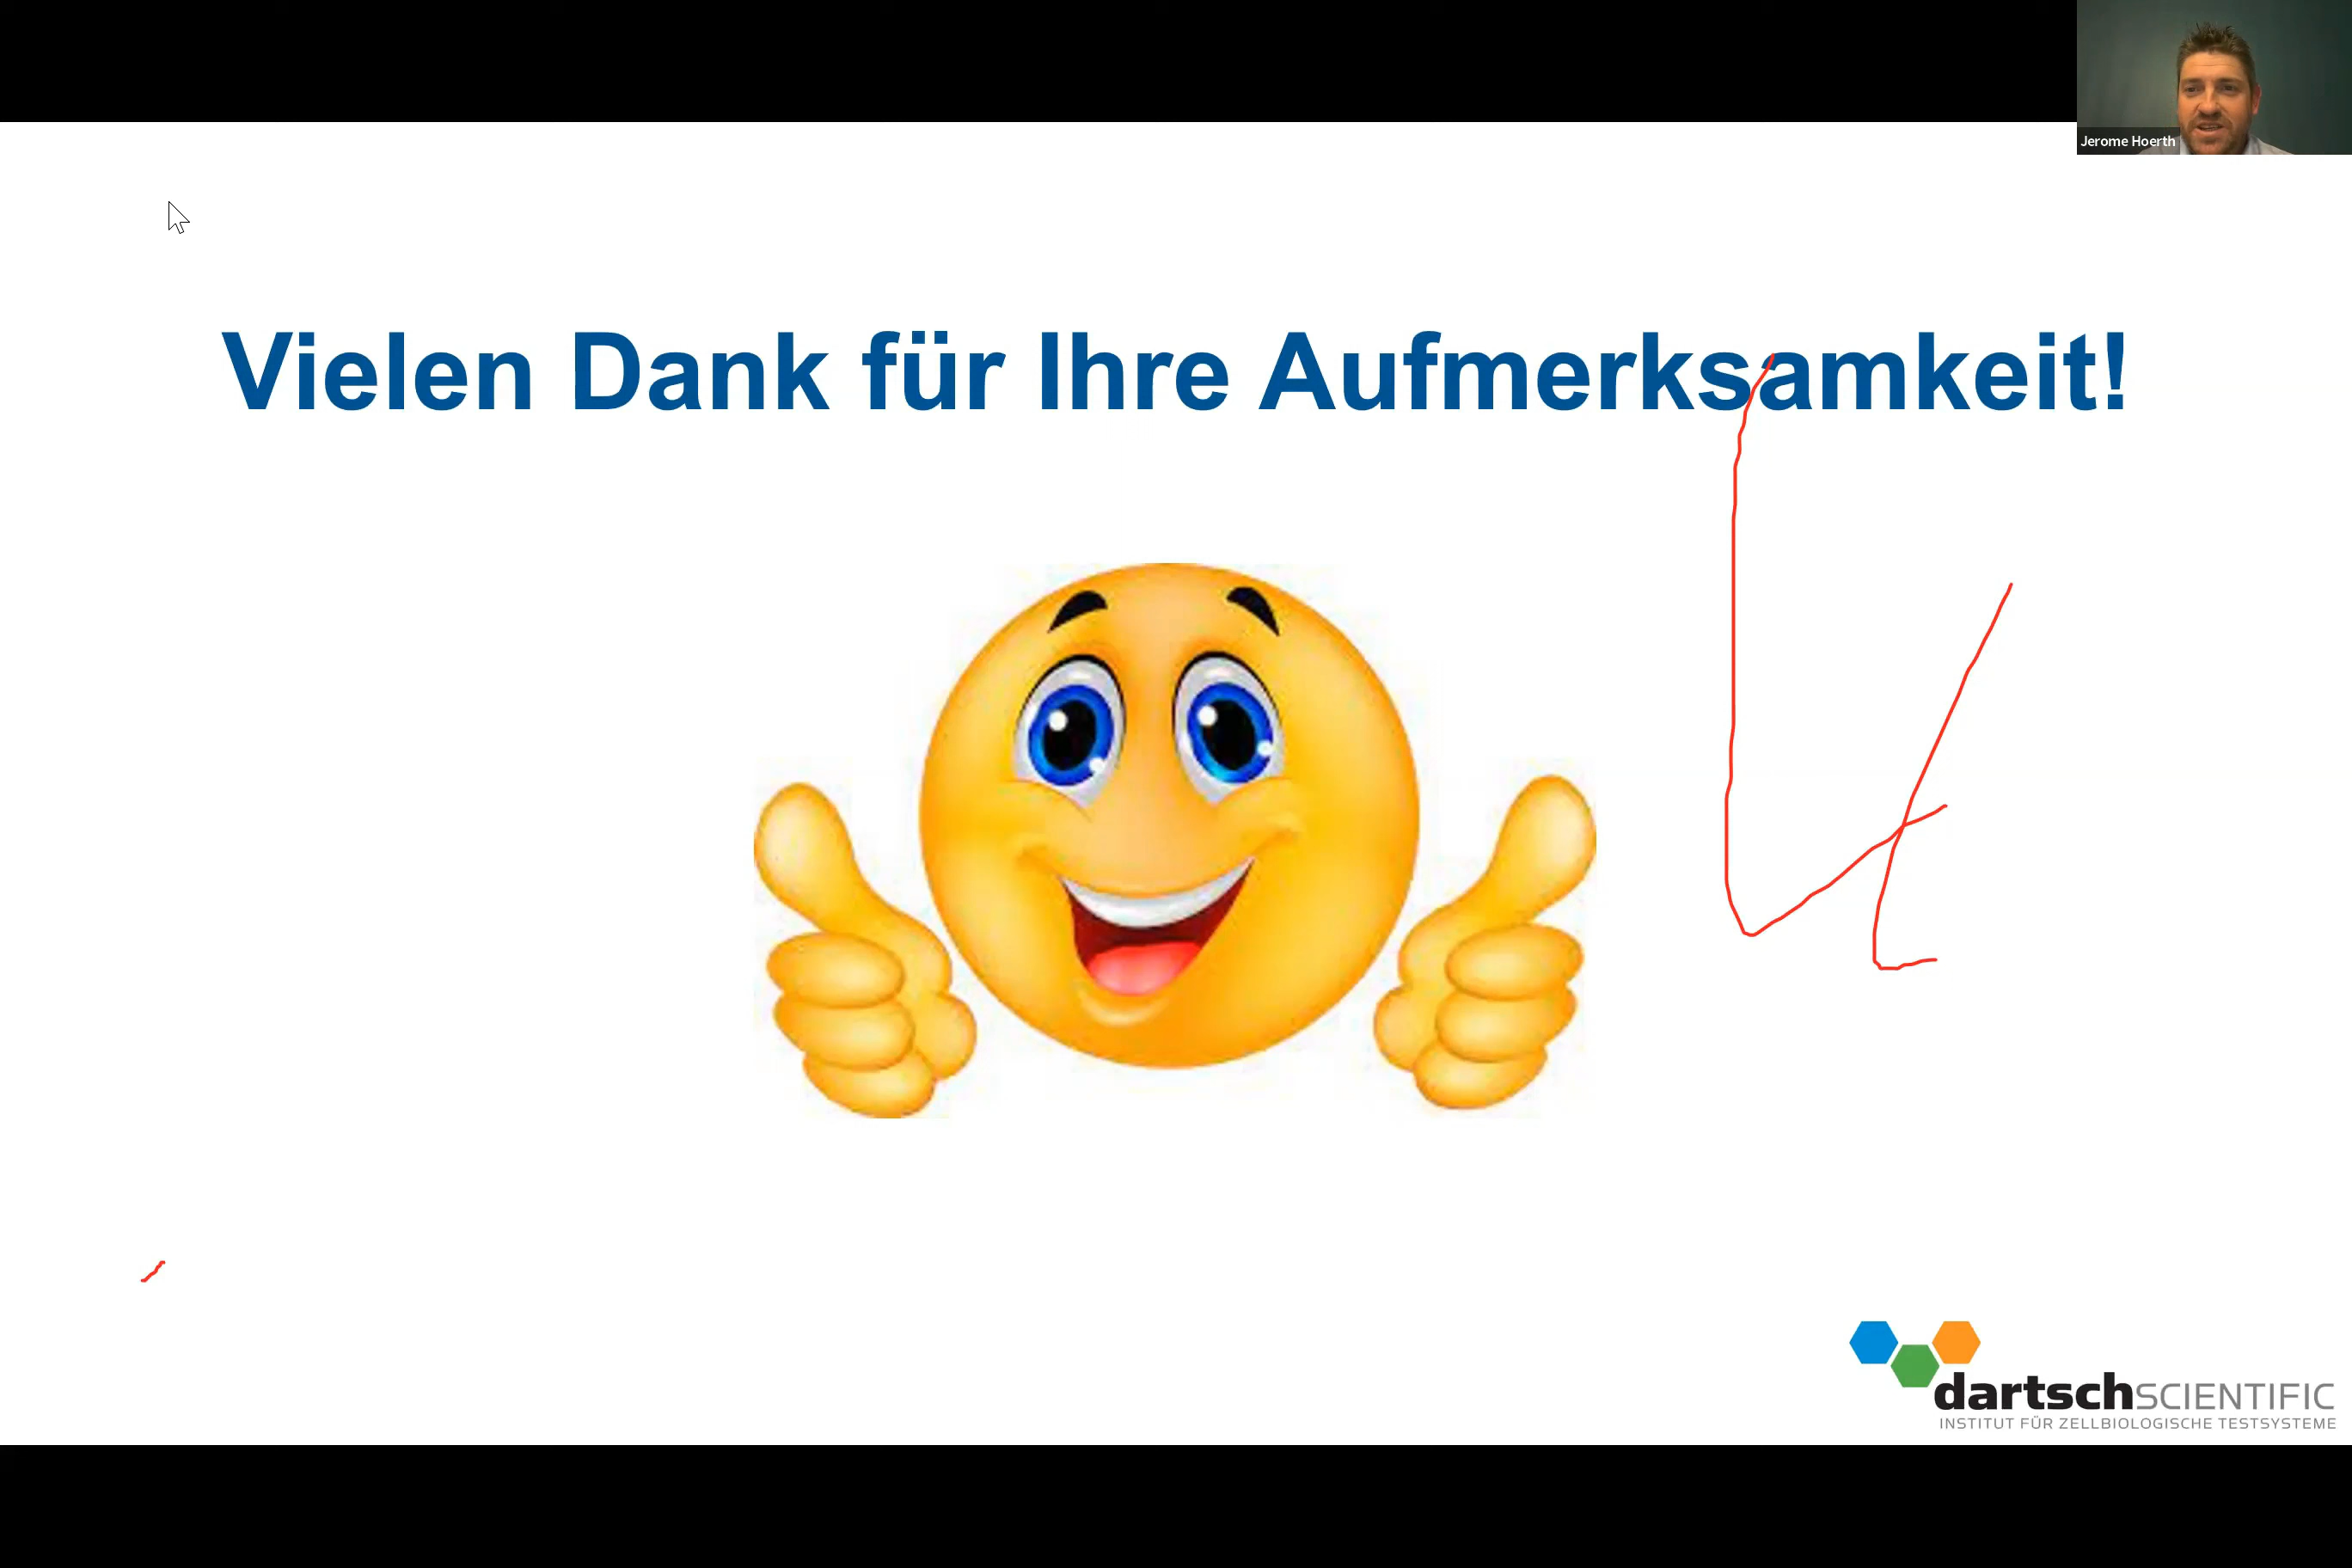 Jerome Hoerth
Vielen Dank für Ihre Aufmerksamkeit!
dartschSCIENTIFIC
INSTITUT FÜR ZELLBIOLOGISCHE TESTSYSTEME